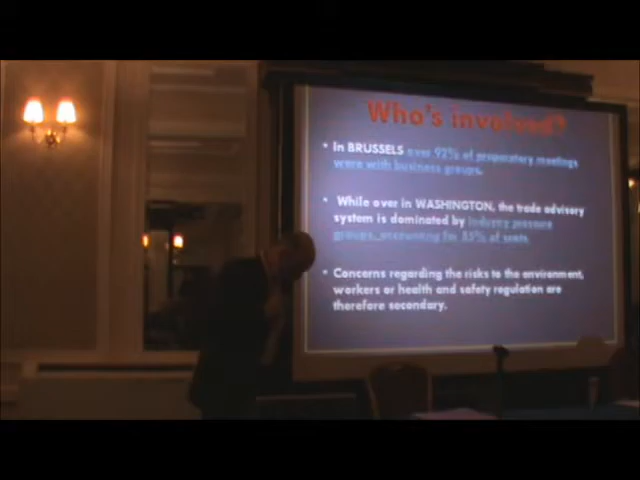 Who's involved?
• In BRUSSELS over 92% of preparatory meetings
were with business groups.
• While over in WASHINGTON, the trade advisory
system is dominated by industry pressure
groups, accounting for 85% of seats.
• Concerns regarding the risks to the environment,
workers or health and safety regulation are
therefore secondary.